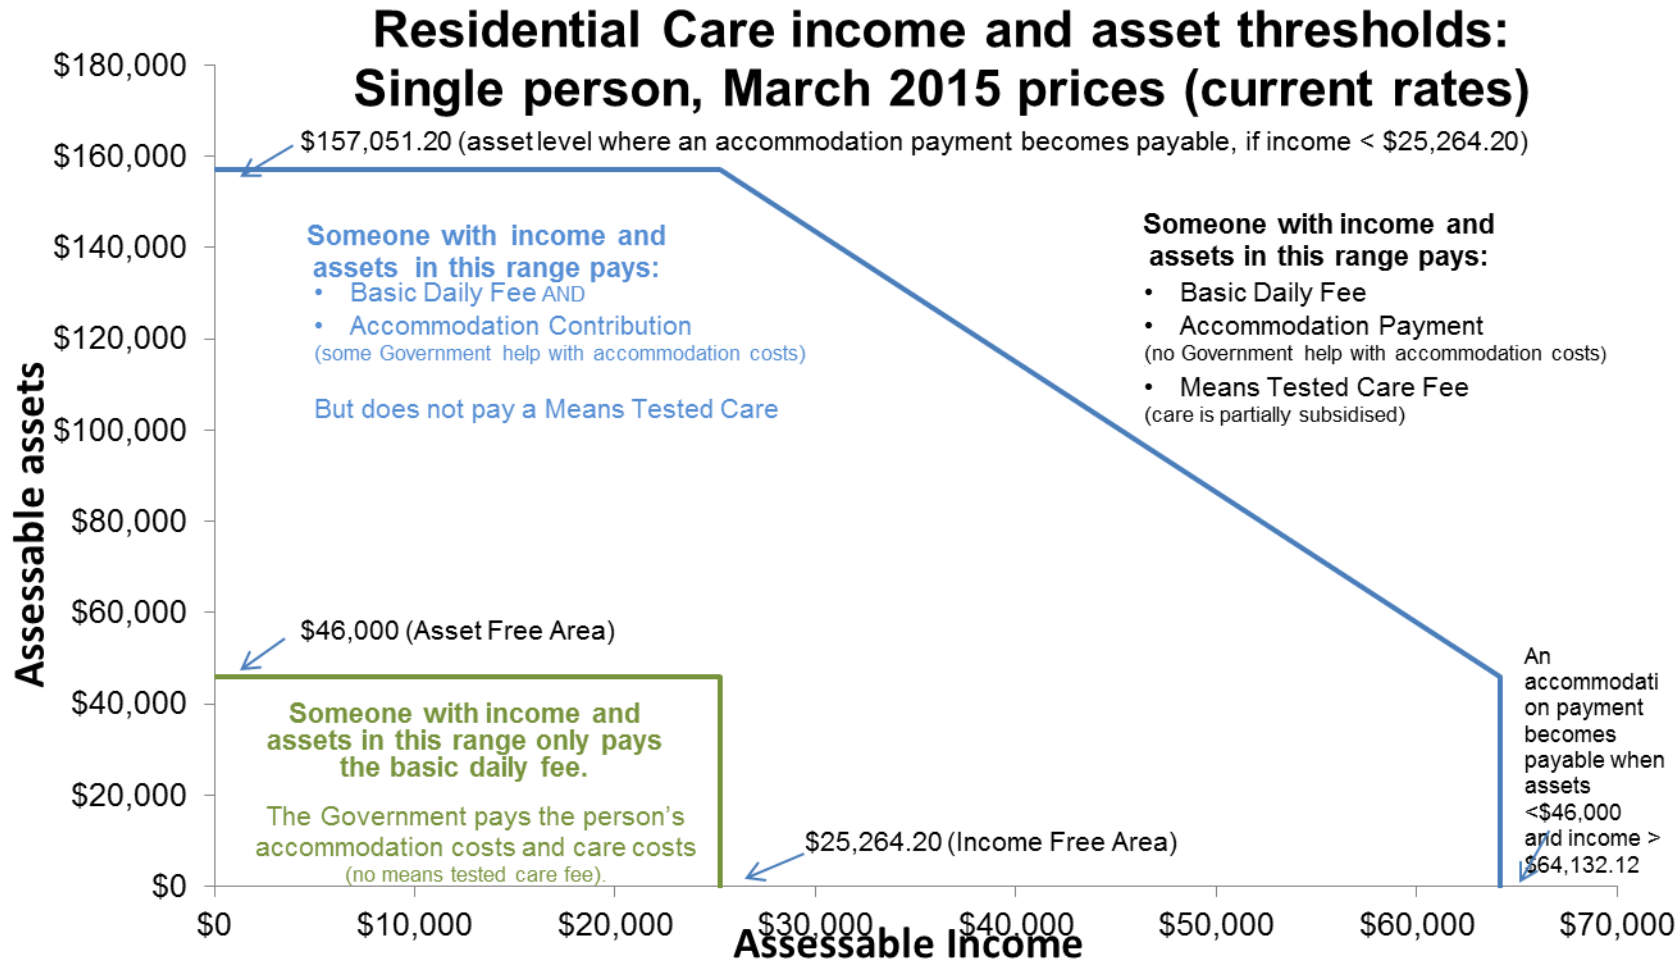 Residential Care income and asset thresholds:
Single person, March 2015 prices (current rates)
$180,000
$157,051.20 (asset level where an accommodation payment becomes payable, if income < $25,264.20)
$160,000
Someone with income and
assets in this range pays:
• Basic Daily Fee AND
• Accommodation Contribution
(some Government help with accommodation costs)
But does not pay a Means Tested Care
Someone with income and
assets in this range pays:
• Basic Daily Fee
• Accommodation Payment
(no Government help with accommodation costs)
• Means Tested Care Fee
(care is partially subsidised)
$140,000
$120,000
$100,000
$80,000
$60,000
$40,000
$20,000
$0
Assessable assets
$46,000 (Asset Free Area)
Someone with income and
assets in this range only pays
the basic daily fee.
The Government pays the person's
accommodation costs and care costs
(no means tested care fee).
$25,264.20 (Income Free Area)
An
accommodati
on payment
becomes
payable when
assets
<$46,000
and income >
$64,132.12
$0
$10,000
$20,000
$30,000
$40,000
$50,000
$60,000
$70,000
Assessable Income